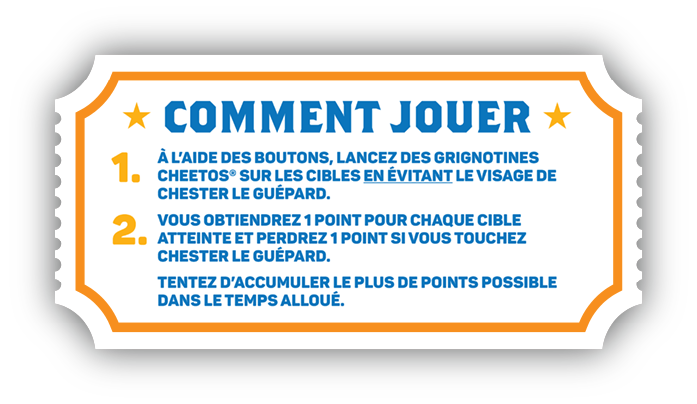 COMMENT JOUER
1. À L'AIDE DES BOUTONS, LANCEZ DES GRIGNOTINES
CHEETOS® SUR LES CIBLES EN ÉVITANT LE VISAGE DE
CHESTER LE GUÉPARD.
2. VOUS OBTIENDREZ 1 POINT POUR CHAQUE CIBLE
ATTEINTE ET PERDREZ 1 POINT SI VOUS TOUCHEZ
CHESTER LE GUÉPARD.
TENTEZ D'ACCUMULER LE PLUS DE POINTS POSSIBLE
DANS LE TEMPS ALLOUÉ.